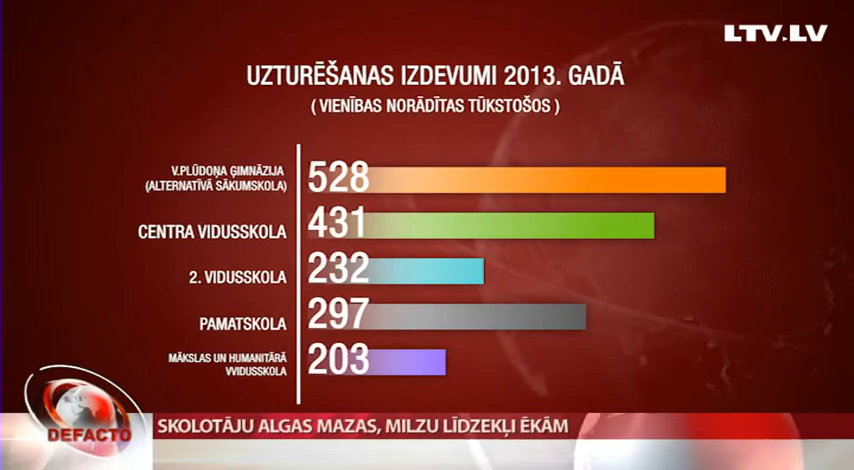 LTV.LV
UZTURĒŠANAS IZDEVUMI 2013. GADĀ
( VIENĪBAS NORĀDĪTAS TŪKSTOŠOS )
V.PLŪDOŅA ĢIMNĀZIJA
(ALTERNATĪVĀ SĀKUMSKOLA)
528
CENTRA VIDUSSKOLA
431
2. VIDUSSKOLA
232
PAMATSKOLA
297
MĀKSLAS UN HUMANITĀRĀ
VVIDUSSKOLA
203
DEFACTO
SKOLOTĀJU ALGAS MAZAS, MILZU LĪDZEKĻI ĒKĀM